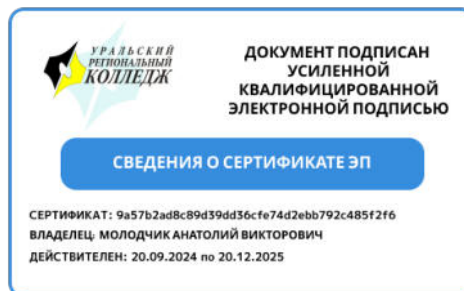 УРАЛЬСКИЙ
РЕГИОНАЛЬНЫЙ
КОЛЛЕДЖ
ДОКУМЕНТ ПОДПИСАН
УСИЛЕННОЙ
КВАЛИФИЦИРОВАННОЙ
ЭЛЕКТРОННОЙ ПОДПИСЬЮ
СВЕДЕНИЯ О СЕРТИФИКАТЕ ЭП
СЕРТИФИКАТ: 9a57b2ad8c89d39dd36cfe74d2ebb792c485f2f6
ВЛАДЕЛЕЦ: МОЛОДЧИК АНАТОЛИЙ ВИКТОРОВИЧ
ДЕЙСТВИТЕЛЕН: 20.09.2024 по 20.12.2025